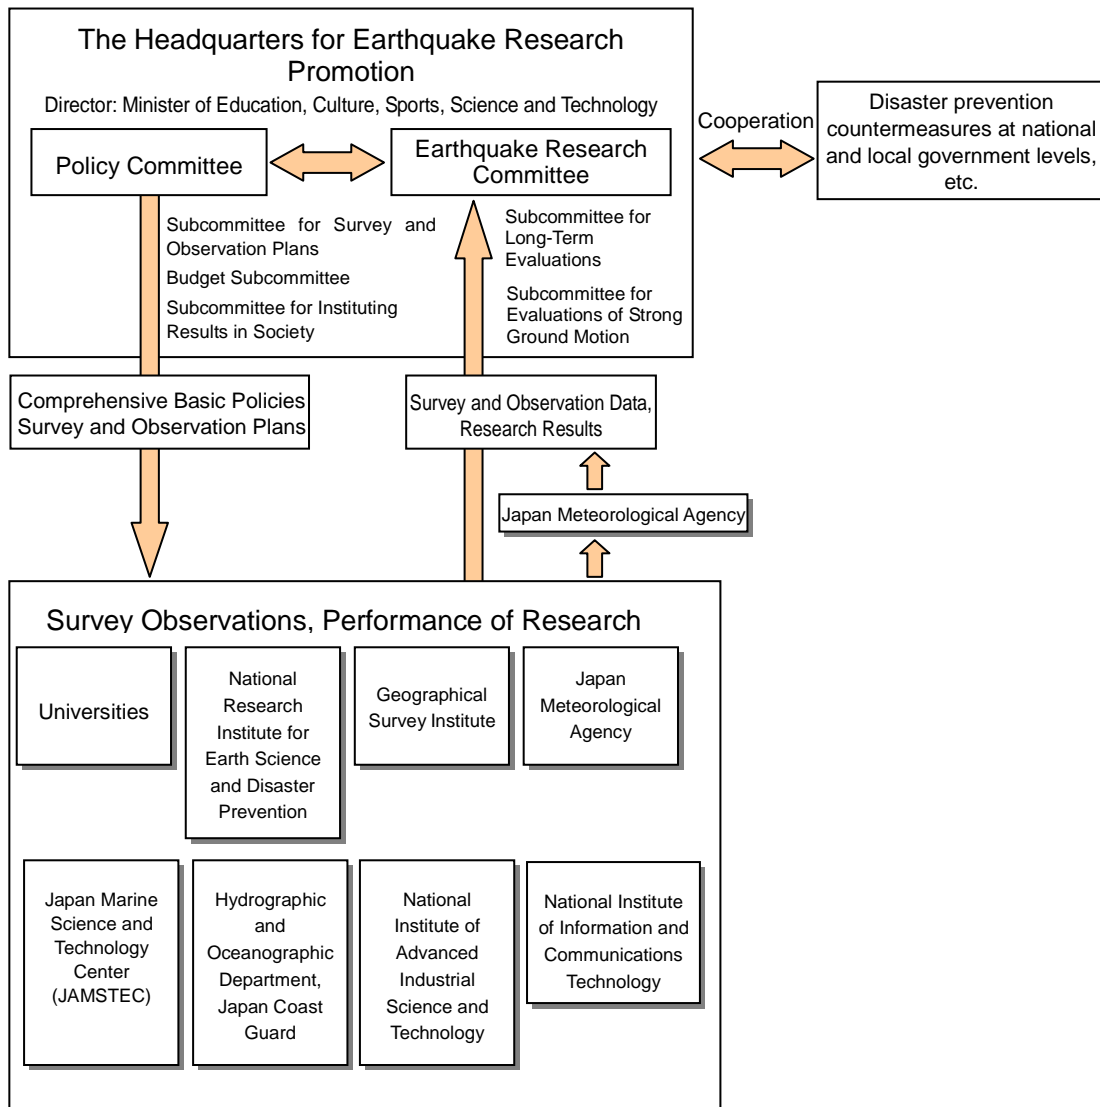 The Headquarters for Earthquake Research
Promotion
Director: Minister of Education, Culture, Sports, Science and Technology
Policy Committee
Earthquake Research
Committee
Cooperation
Disaster prevention
countermeasures at national
and local government levels,
etc.
Subcommittee for Survey and
Observation Plans
Budget Subcommittee
Subcommittee for Instituting
Results in Society
Subcommittee for
Long-Term
Evaluations
Subcommittee for
Evaluations of Strong
Ground Motion
Comprehensive Basic Policies
Survey and Observation Plans
Survey and Observation Data,
Research Results
Japan Meteorological Agency
Survey Observations, Performance of Research
Universities
National
Research
Institute for
Earth Science
and Disaster
Prevention
Geographical
Survey Institute
Japan
Meteorological
Agency
Japan Marine
Science and
Technology
Center
(JAMSTEC)
Hydrographic
and
Oceanographic
Department,
Japan Coast
Guard
National
Institute of
Advanced
Industrial
Science and
Technology
National Institute
of Information and
Communications
Technology